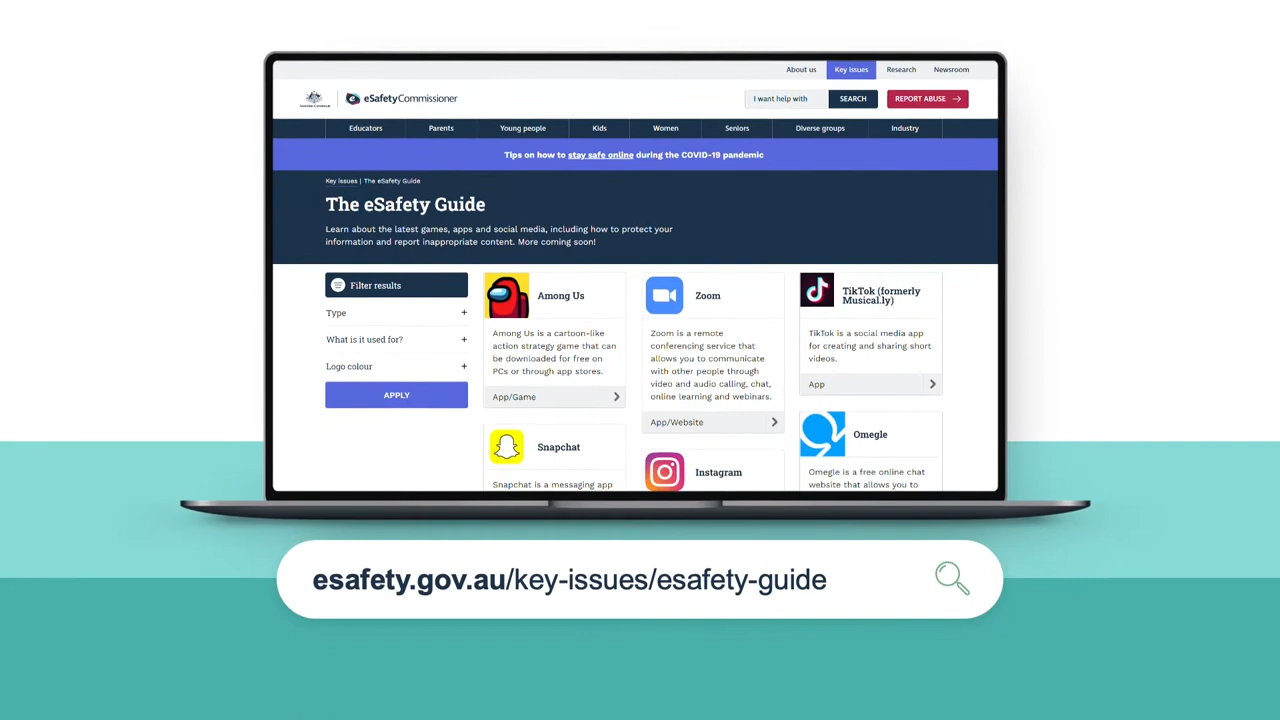 About us
Key Issues
Research
Newsroom
eSafetyCommissioner
I want help with
SEARCH
REPORT ABUSE
Educators
Parents
Young people
Kids
Women
Seniors
Diverse groups
Industry
Tips on how to stay safe online during the COVID-19 pandemic
Key Issues | The eSafety Guide
The eSafety Guide
Learn about the latest games, apps and social media, including how to protect your
information and report inappropriate content. More coming soon!
Filter results
Type +
What is it used for? +
Logo colour +
APPLY
Among Us
Among Us is a cartoon-like
action strategy game that can
be downloaded for free on
PCs or through app stores.
App/Game
Zoom
Zoom is a remote
conferencing service that
allows you to communicate
with other people through
video and audio calling, chat,
online learning and webinars.
App/Website
TikTok (formerly
Musical.ly)
TikTok is a social media app
for creating and sharing short
videos.
App
Snapchat
Snapchat is a messaging app
Instagram
Omegle
Omegle is a free online chat
website that allows you to
esafety.gov.au/key-issues/esafety-guide